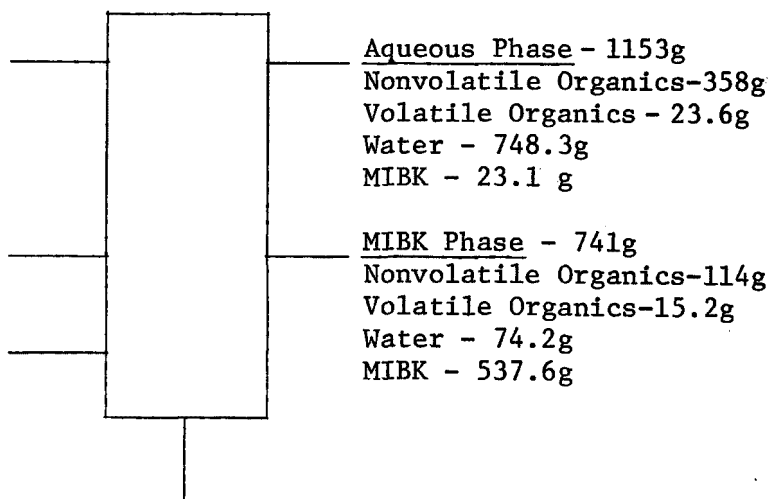 Aqueous Phase - 1153g
Nonvolatile Organics-358g
Volatile Organics - 23.6g
Water - 748.3g
MIBK - 23.1 g
MIBK Phase - 741g
Nonvolatile Organics-114g
Volatile Organics-15.2g
Water - 74.2g
MIBK - 537.6g